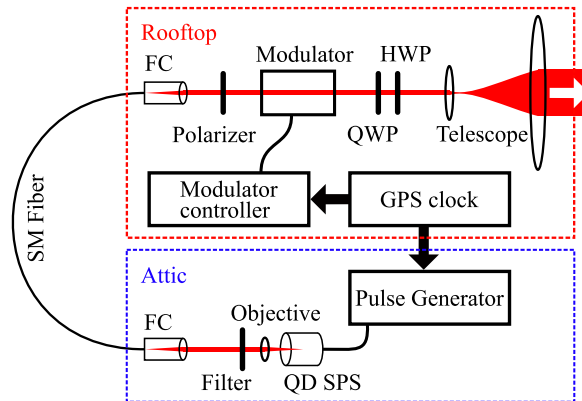 Rooftop
FC
Modulator
HWP
Polarizer
QWP
Telescope
SM Fiber
Modulator
controller
GPS clock
Attic
Pulse Generator
FC
Objective
Filter
QD SPS